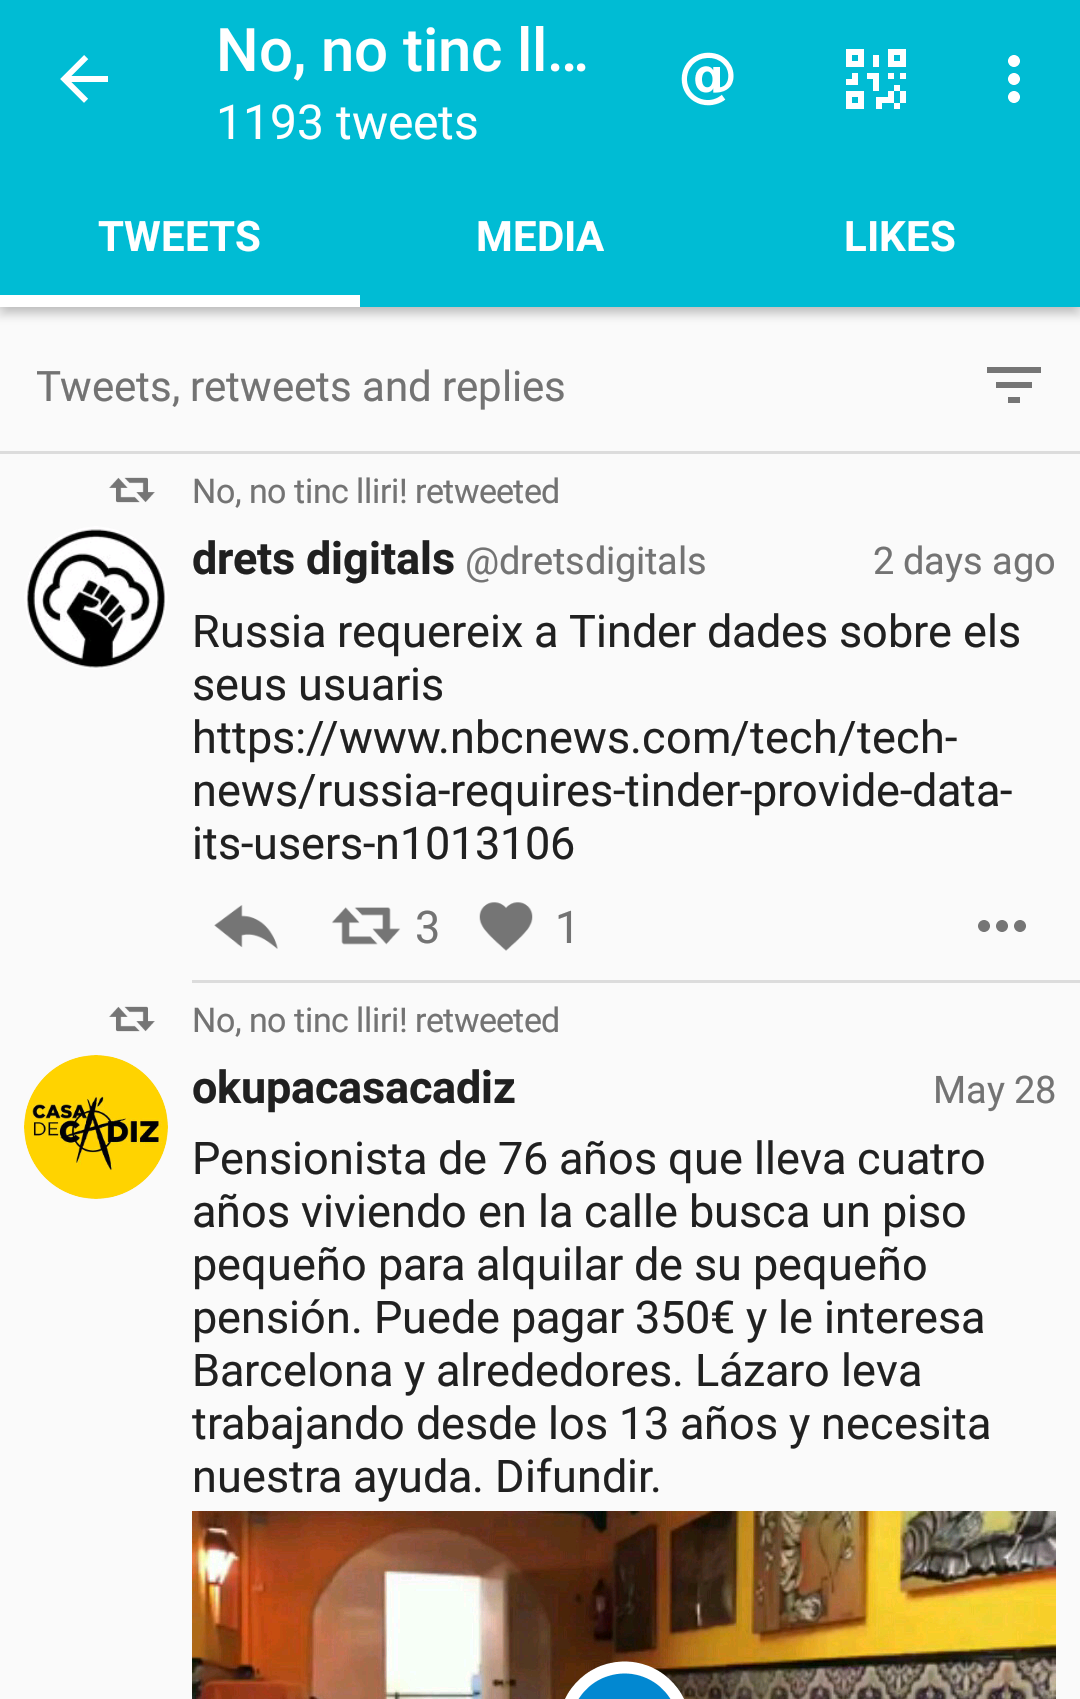 No, no tinc ll...
1193 tweets
TWEETS
MEDIA
LIKES
Tweets, retweets and replies
No, no tinc lliri! retweeted
drets digitals @dretsdigitals 2 days ago
Russia requereix a Tinder dades sobre els
seus usuaris
https://www.nbcnews.com/tech/tech-
news/russia-requires-tinder-provide-data-
its-users-n1013106
3 1
No, no tinc lliri! retweeted
okupacasacadiz May 28
CASA
DE CÁDIZ
Pensionista de 76 años que lleva cuatro
años viviendo en la calle busca un piso
pequeño para alquilar de su pequeño
pensión. Puede pagar 350€ y le interesa
Barcelona y alrededores. Lázaro leva
trabajando desde los 13 años y necesita
nuestra ayuda. Difundir.